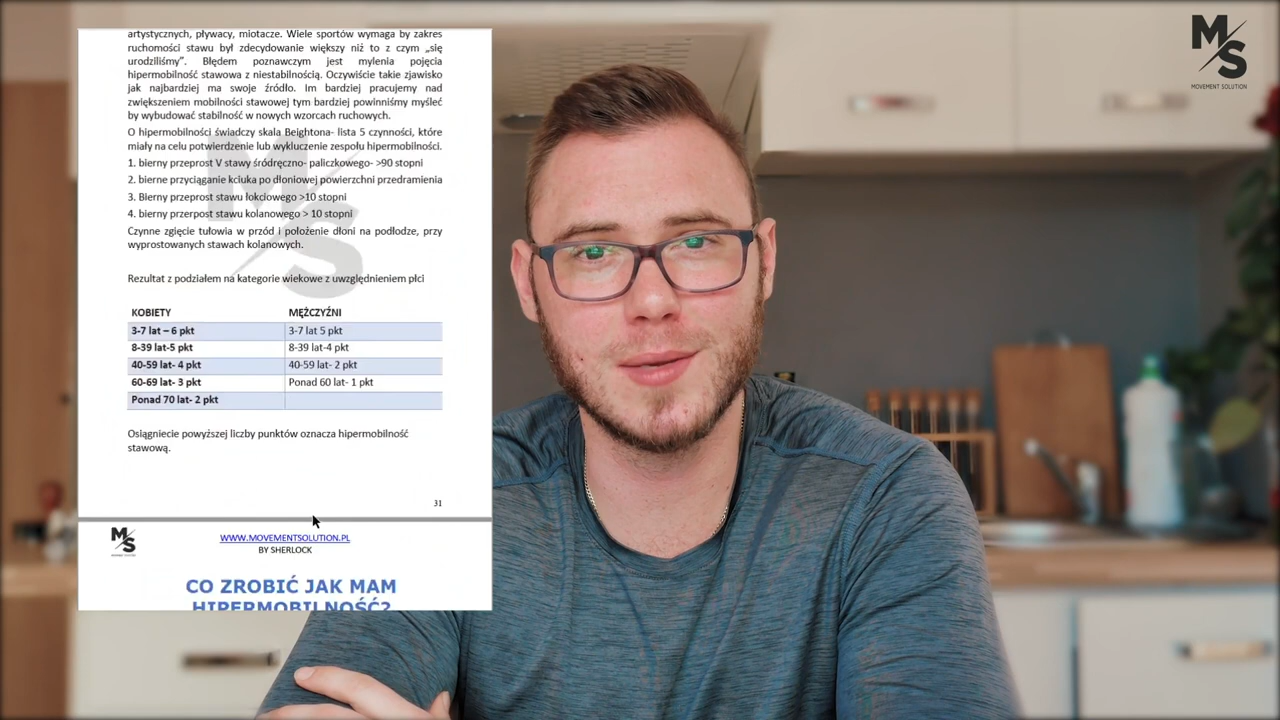 artystycznych, pływacy, miotacze. Wiele sportów wymaga by zakres
ruchomości stawu był zdecydowanie większy niż to z czym „się
urodziliśmy”. Błędem poznawczym jest mylenia pojęcia
hipermobilność stawowa z niestabilnością. Oczywiście takie zjawisko
jak najbardziej ma swoje źródło. Im bardziej pracujemy nad
zwiększeniem mobilności stawowej tym bardziej powinniśmy myśleć
by wybudować stabilność w nowych wzorcach ruchowych.
O hipermobilności świadczy skala Beightona- lista 5 czynności, które
miały na celu potwierdzenie lub wykluczenie zespołu hipermobilności.
1. bierny przeprost V stawy śródręczno- paliczkowego- >90 stopni
2. bierne przyciąganie kciuka po dłoniowej powierzchni przedramienia
3. Bierny przeprost stawu łokciowego >10 stopni
4. bierny przerpost stawu kolanowego > 10 stopni
Czynne zgięcie tułowia w przód i położenie dłoni na podłodze, przy
wyprostowanych stawach kolanowych.
Rezultat z podziałem na kategorie wiekowe z uwzględnieniem płci
KOBIETY MĘŻCZYŹNI
3-7 lat – 6 pkt 3-7 lat 5 pkt
8-39 lat-5 pkt 8-39 lat-4 pkt
40-59 lat- 4 pkt 40-59 lat- 2 pkt
60-69 lat- 3 pkt Ponad 60 lat- 1 pkt
Ponad 70 lat- 2 pkt
Osiągniecie powyższej liczby punktów oznacza hipermobilność
stawową.
31
M/S
WWW.MOVEMENTSOLUTION.PL
BY SHERLOCK
CO ZROBIĆ JAK MAM
HIPERMOBILNOŚĆ?
M/S
MOVEMENT SOLUTION